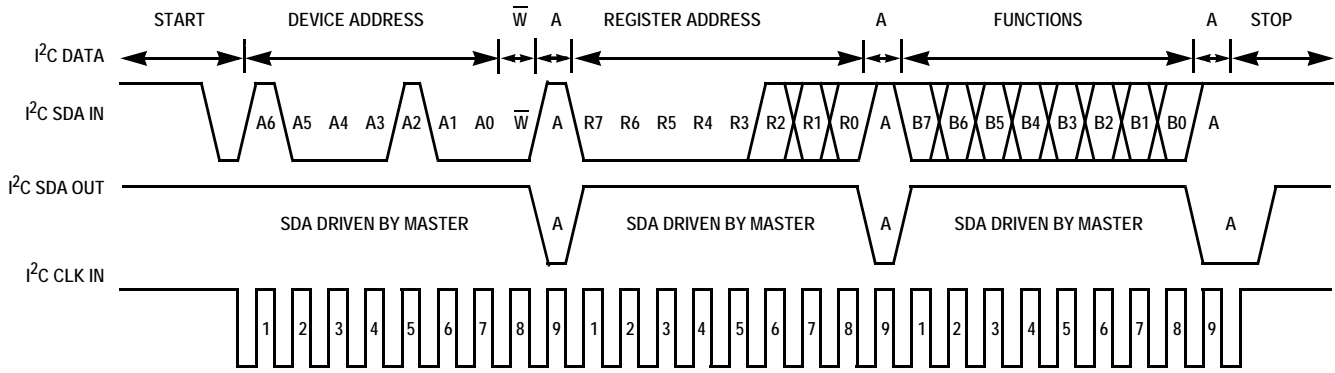 START DEVICE ADDRESS W̅ A REGISTER ADDRESS A FUNCTIONS A STOP
I²C DATA
I²C SDA IN A6 A5 A4 A3 A2 A1 A0 W̅ A R7 R6 R5 R4 R3 R2 R1 R0 A B7 B6 B5 B4 B3 B2 B1 B0 A
I²C SDA OUT
SDA DRIVEN BY MASTER A SDA DRIVEN BY MASTER A SDA DRIVEN BY MASTER A
I²C CLK IN
1 2 3 4 5 6 7 8 9 1 2 3 4 5 6 7 8 9 1 2 3 4 5 6 7 8 9